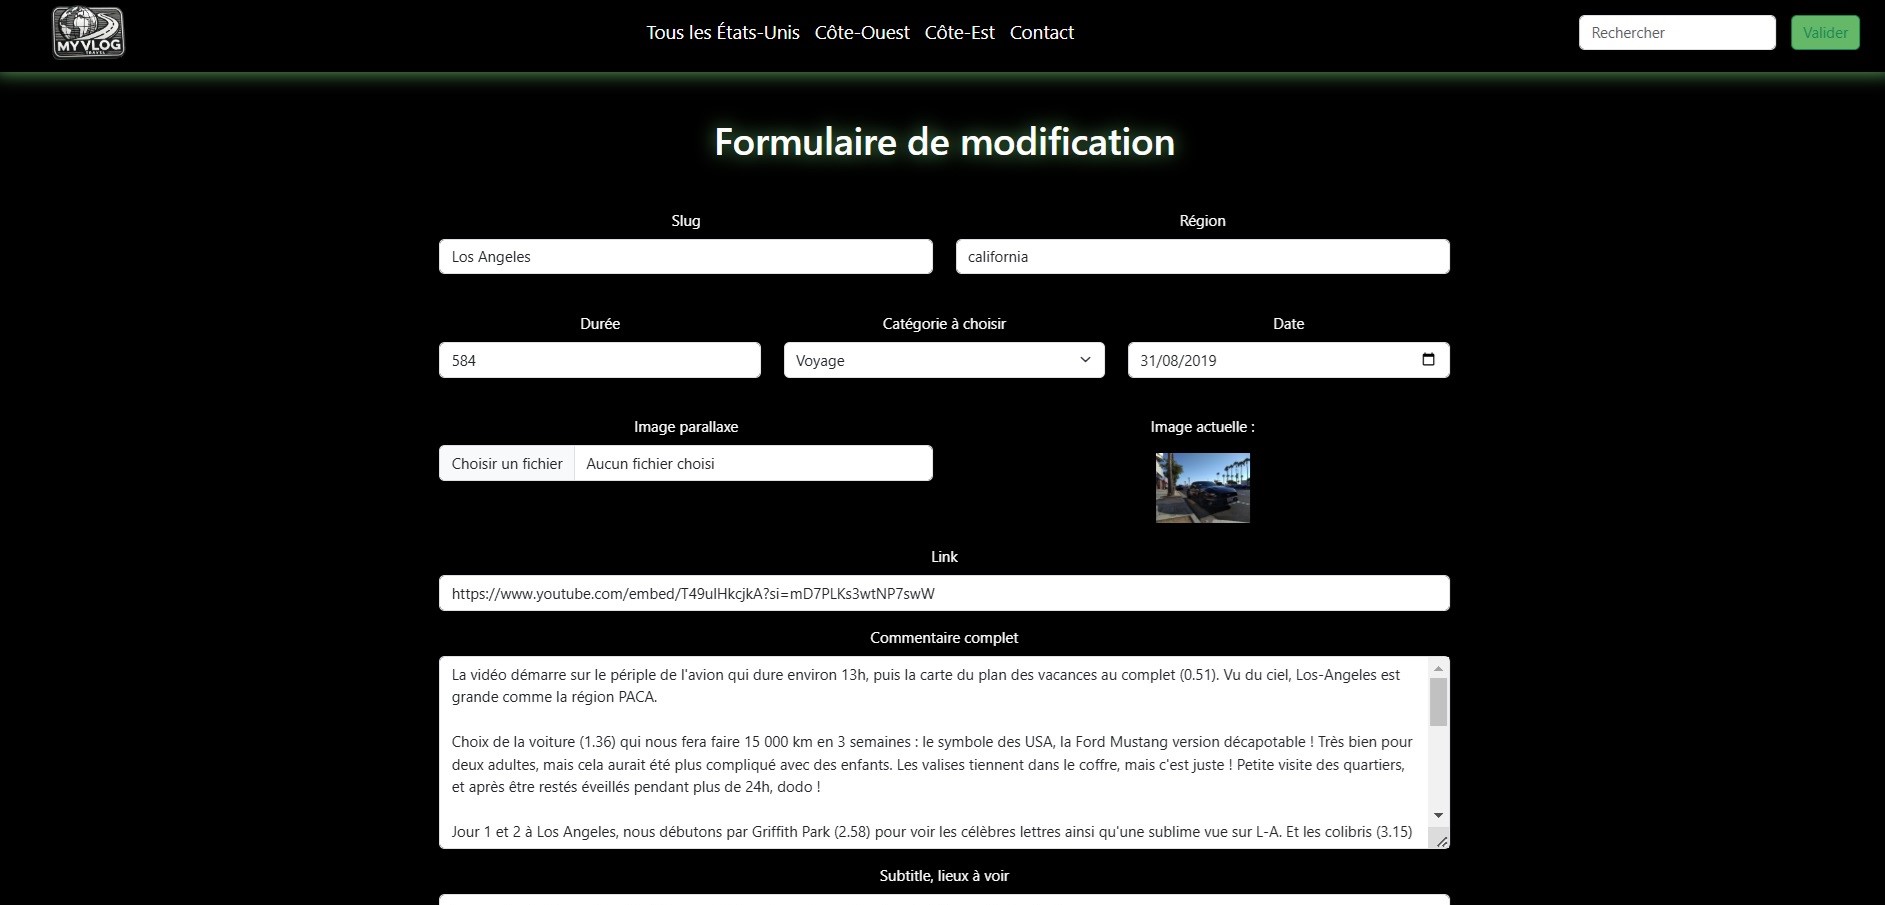 MY VLOG
TRAVEL
Tous les États-Unis Côte-Ouest Côte-Est Contact
Rechercher
Valider
Formulaire de modification
Slug
Région
Los Angeles
california
Durée
Catégorie à choisir
Date
584
Voyage
31/08/2019
Image parallaxe
Image actuelle :
Choisir un fichier
Aucun fichier choisi
Link
https://www.youtube.com/embed/T49ulHkcjkA?si=mD7PLKs3wtNP7swW
Commentaire complet
La vidéo démarre sur le périple de l'avion qui dure environ 13h, puis la carte du plan des vacances au complet (0.51). Vu du ciel, Los-Angeles est
grande comme la région PACA.
Choix de la voiture (1.36) qui nous fera faire 15 000 km en 3 semaines : le symbole des USA, la Ford Mustang version décapotable ! Très bien pour
deux adultes, mais cela aurait été plus compliqué avec des enfants. Les valises tiennent dans le coffre, mais c'est juste ! Petite visite des quartiers,
et après être restés éveillés pendant plus de 24h, dodo !
Jour 1 et 2 à Los Angeles, nous débutons par Griffith Park (2.58) pour voir les célèbres lettres ainsi qu'une sublime vue sur L-A. Et les colibris (3.15)
Subtitle, lieux à voir